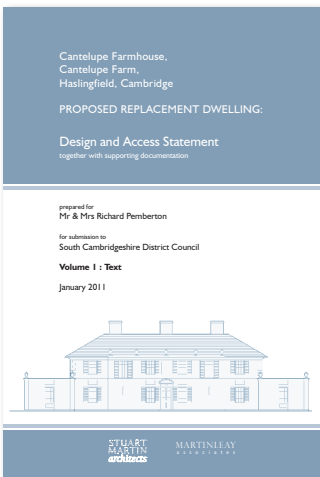 Cantelupe Farmhouse,
Cantelupe Farm,
Haslingfield, Cambridge
PROPOSED REPLACEMENT DWELLING:
Design and Access Statement
together with supporting documentation
prepared for
Mr & Mrs Richard Pemberton
for submission to
South Cambridgeshire District Council
Volume 1 : Text
January 2011
STUART
MARTIN
architects
MARTINLEAY
associates